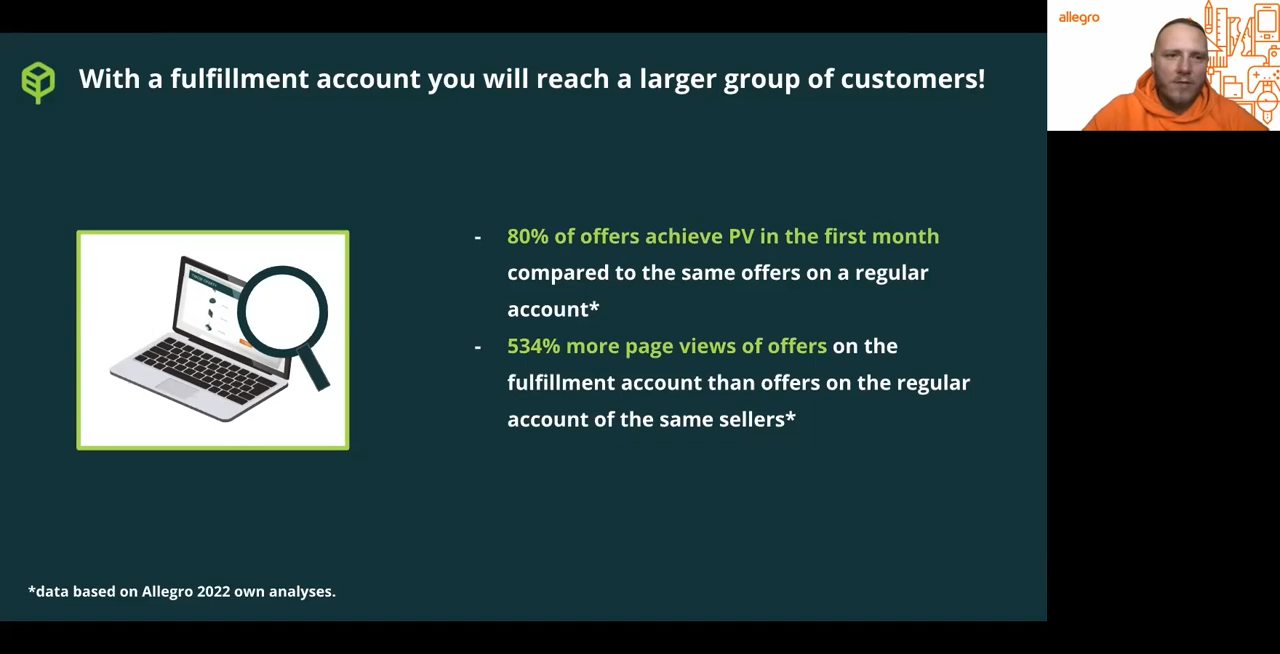 With a fulfillment account you will reach a larger group of customers!
allegro
- 80% of offers achieve PV in the first month
compared to the same offers on a regular
account*
- 534% more page views of offers on the
fulfillment account than offers on the regular
account of the same sellers*
*data based on Allegro 2022 own analyses.